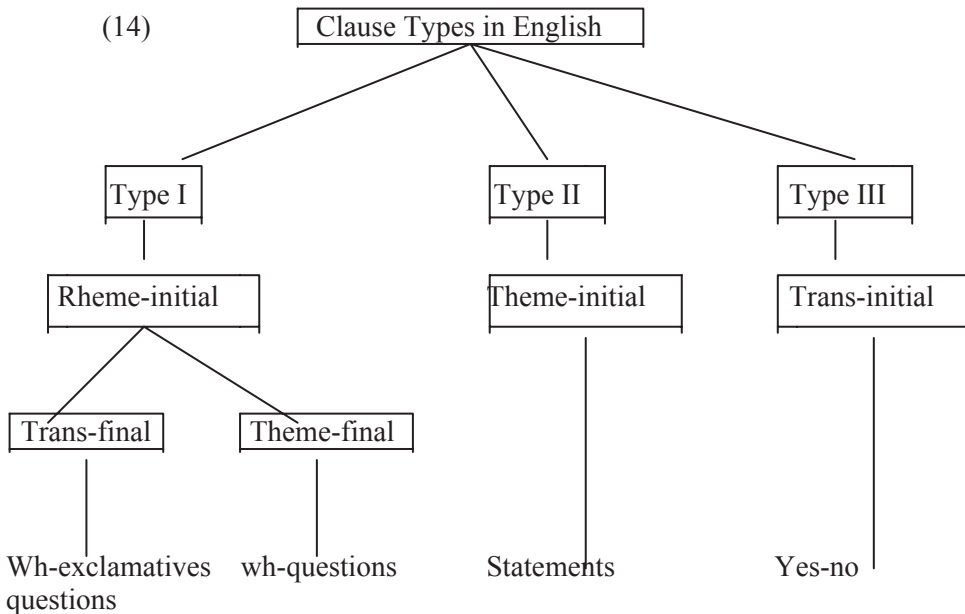 (14) Clause Types in English
Type I Type II Type III
Rheme-initial Theme-initial Trans-initial
Trans-final Theme-final
Wh-exclamatives wh-questions Statements Yes-no
questions